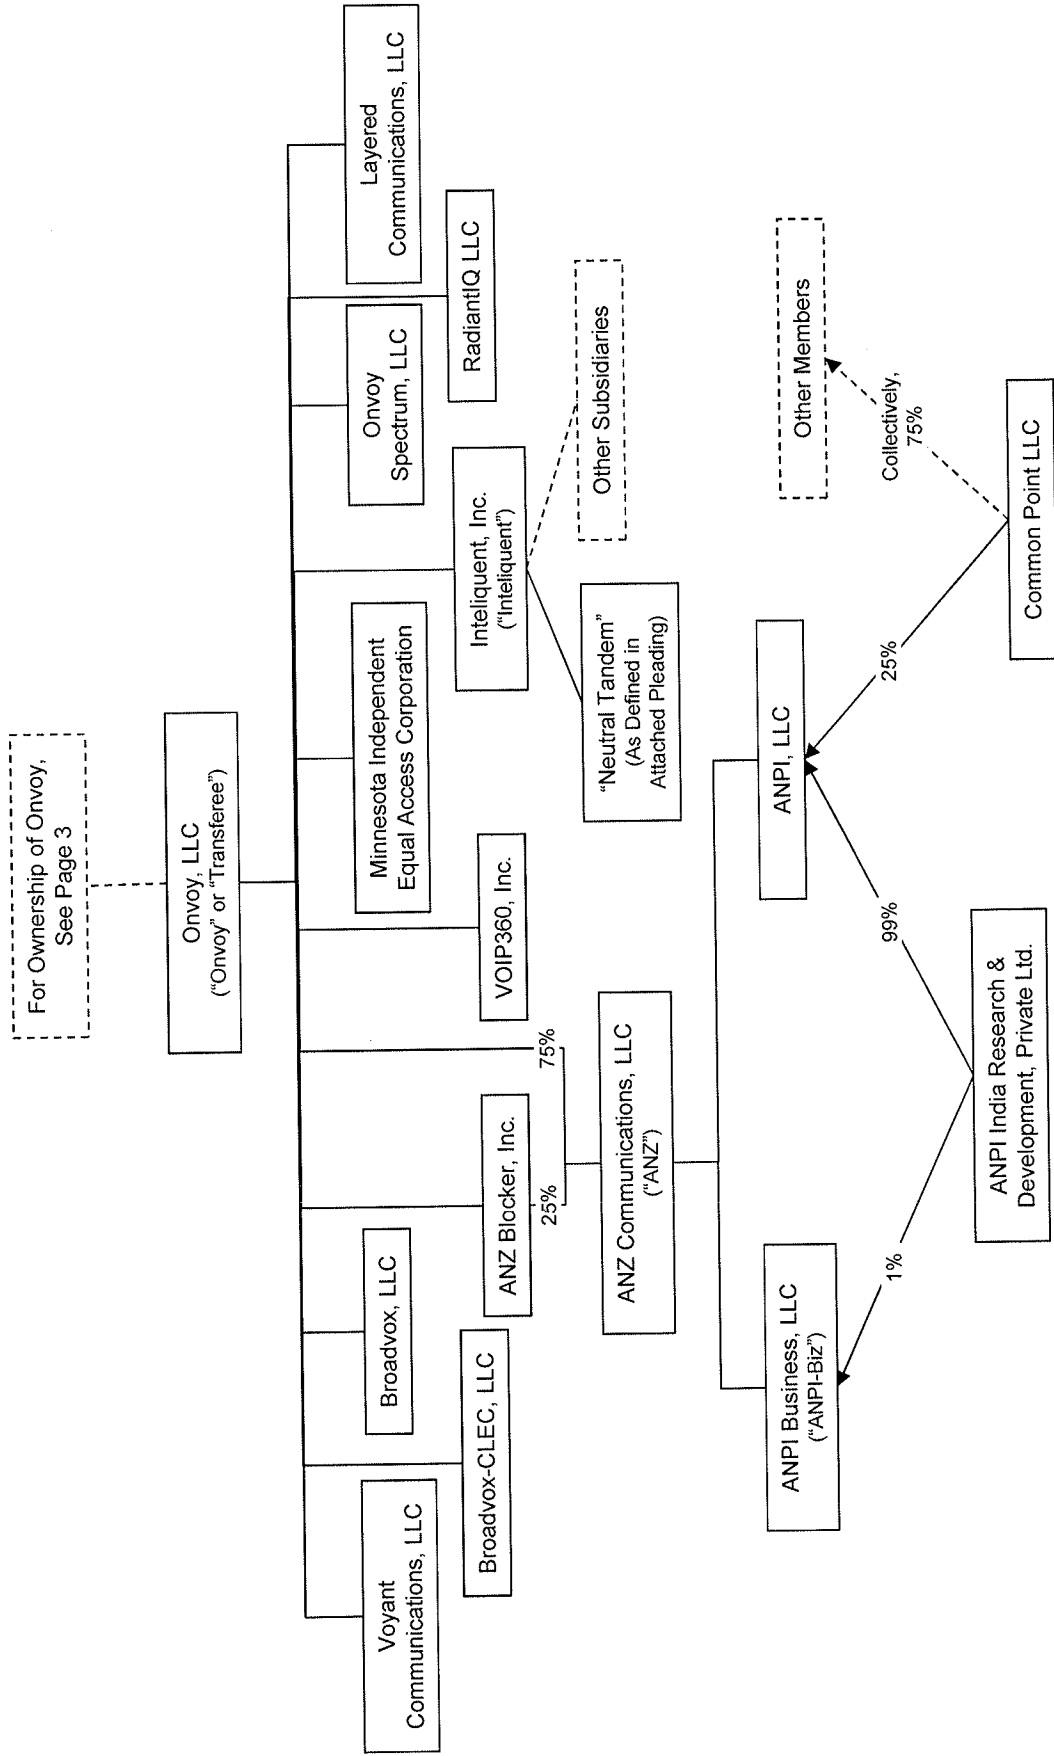 For Ownership of Onvoy,
See Page 3
Onvoy, LLC
(“Onvoy” or “Transferee”)
Voyant
Communications, LLC
Broadvox, LLC
Minnesota Independent
Equal Access Corporation
Onvoy
Spectrum, LLC
Layered
Communications, LLC
Broadvox-CLEC, LLC
ANZ Blocker, Inc.
VOIP360, Inc.
Inteliquent, Inc.
(“Inteliquent”)
RadiantIQ LLC
25%
75%
ANZ Communications, LLC
(“ANZ”)
“Neutral Tandem”
(As Defined in
Attached Pleading)
Other Subsidiaries
ANPI Business, LLC
(“ANPI-Biz”)
ANPI, LLC
Other Members
1%
99%
25%
Collectively,
75%
ANPI India Research &
Development, Private Ltd.
Common Point LLC